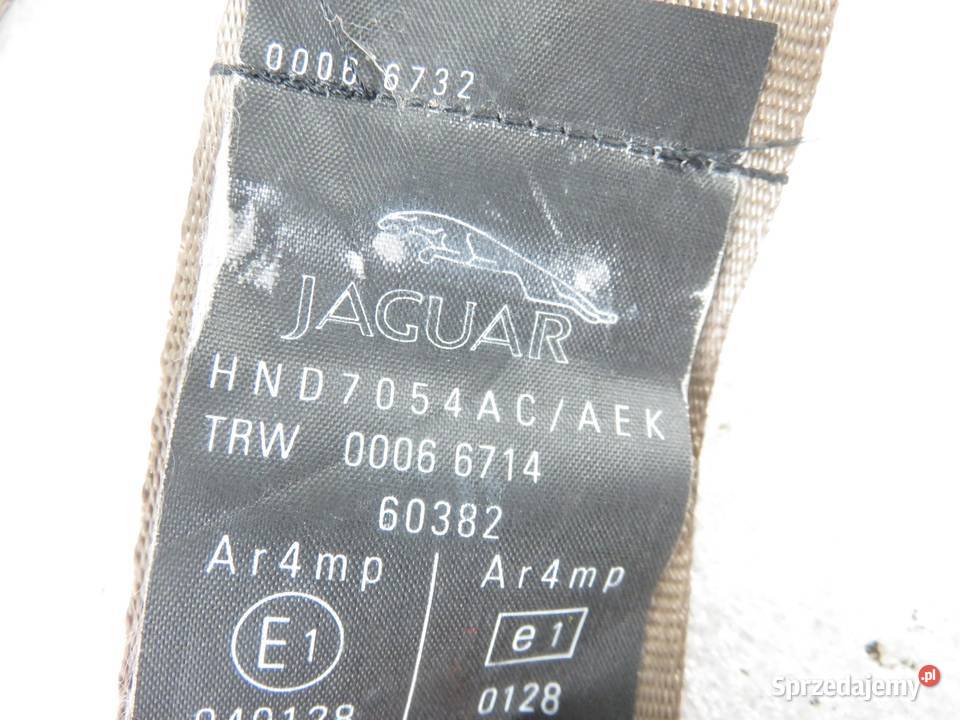 0006 6732
JAGUAR
HND7054AC/AEK
TRW 0006 6714
60382
Ar4mp
E1
Ar4mp
e1
0128
Sprzedajemy.pl